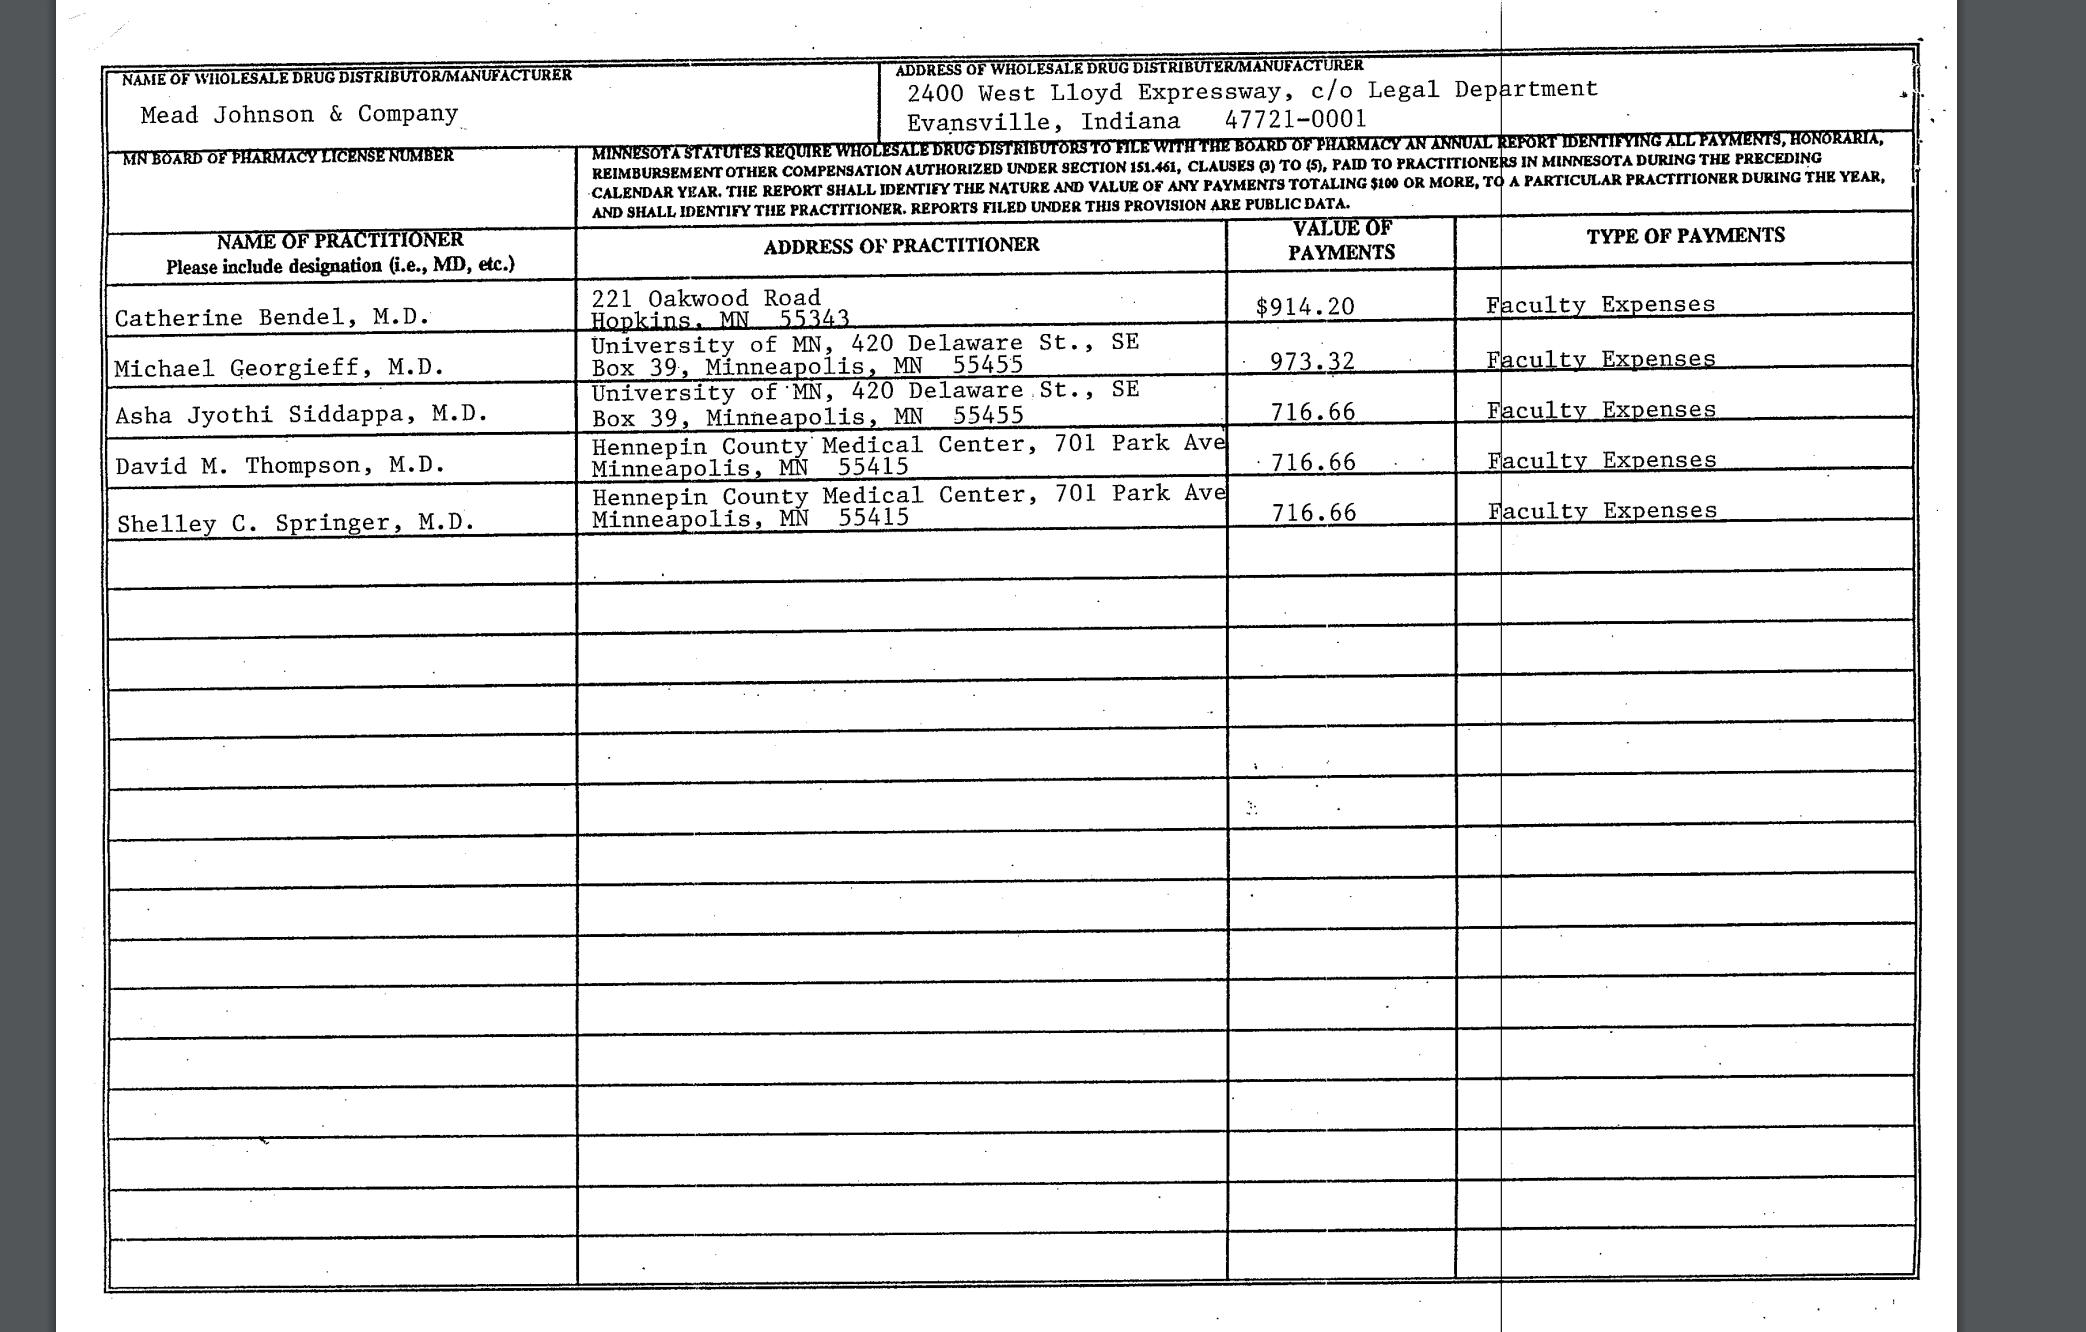 NAME OF WHOLESALE DRUG DISTRIBUTOR/MANUFACTURER
Mead Johnson & Company
ADDRESS OF WHOLESALE DRUG DISTRIBUTER/MANUFACTURER
2400 West Lloyd Expressway, c/o Legal Department
Evansville, Indiana 47721-0001
MN BOARD OF PHARMACY LICENSE NUMBER
MINNESOTA STATUTES REQUIRE WHOLESALE DRUG DISTRIBUTORS TO FILE WITH THE BOARD OF PHARMACY AN ANNUAL REPORT IDENTIFYING ALL PAYMENTS, HONORARIA,
REIMBURSEMENT OTHER COMPENSATION AUTHORIZED UNDER SECTION 151.461, CLAUSES (3) TO (5), PAID TO PRACTITIONERS IN MINNESOTA DURING THE PRECEDING
CALENDAR YEAR. THE REPORT SHALL IDENTIFY THE NATURE AND VALUE OF ANY PAYMENTS TOTALING $100 OR MORE, TO A PARTICULAR PRACTITIONER DURING THE YEAR,
AND SHALL IDENTIFY THE PRACTITIONER. REPORTS FILED UNDER THIS PROVISION ARE PUBLIC DATA.
NAME OF PRACTITIONER
Please include designation (i.e., MD, etc.)
ADDRESS OF PRACTITIONER
VALUE OF
PAYMENTS
TYPE OF PAYMENTS
Catherine Bendel, M.D.
221 Oakwood Road
Hopkins, MN 55343
$914.20
Faculty Expenses
Michael Georgieff, M.D.
University of MN, 420 Delaware St., SE
Box 39, Minneapolis, MN 55455
973.32
Faculty Expenses
Asha Jyothi Siddappa, M.D.
University of MN, 420 Delaware St., SE
Box 39, Minneapolis, MN 55455
716.66
Faculty Expenses
David M. Thompson, M.D.
Hennepin County Medical Center, 701 Park Ave
Minneapolis, MN 55415
716.66
Faculty Expenses
Shelley C. Springer, M.D.
Hennepin County Medical Center, 701 Park Ave
Minneapolis, MN 55415
716.66
Faculty Expenses